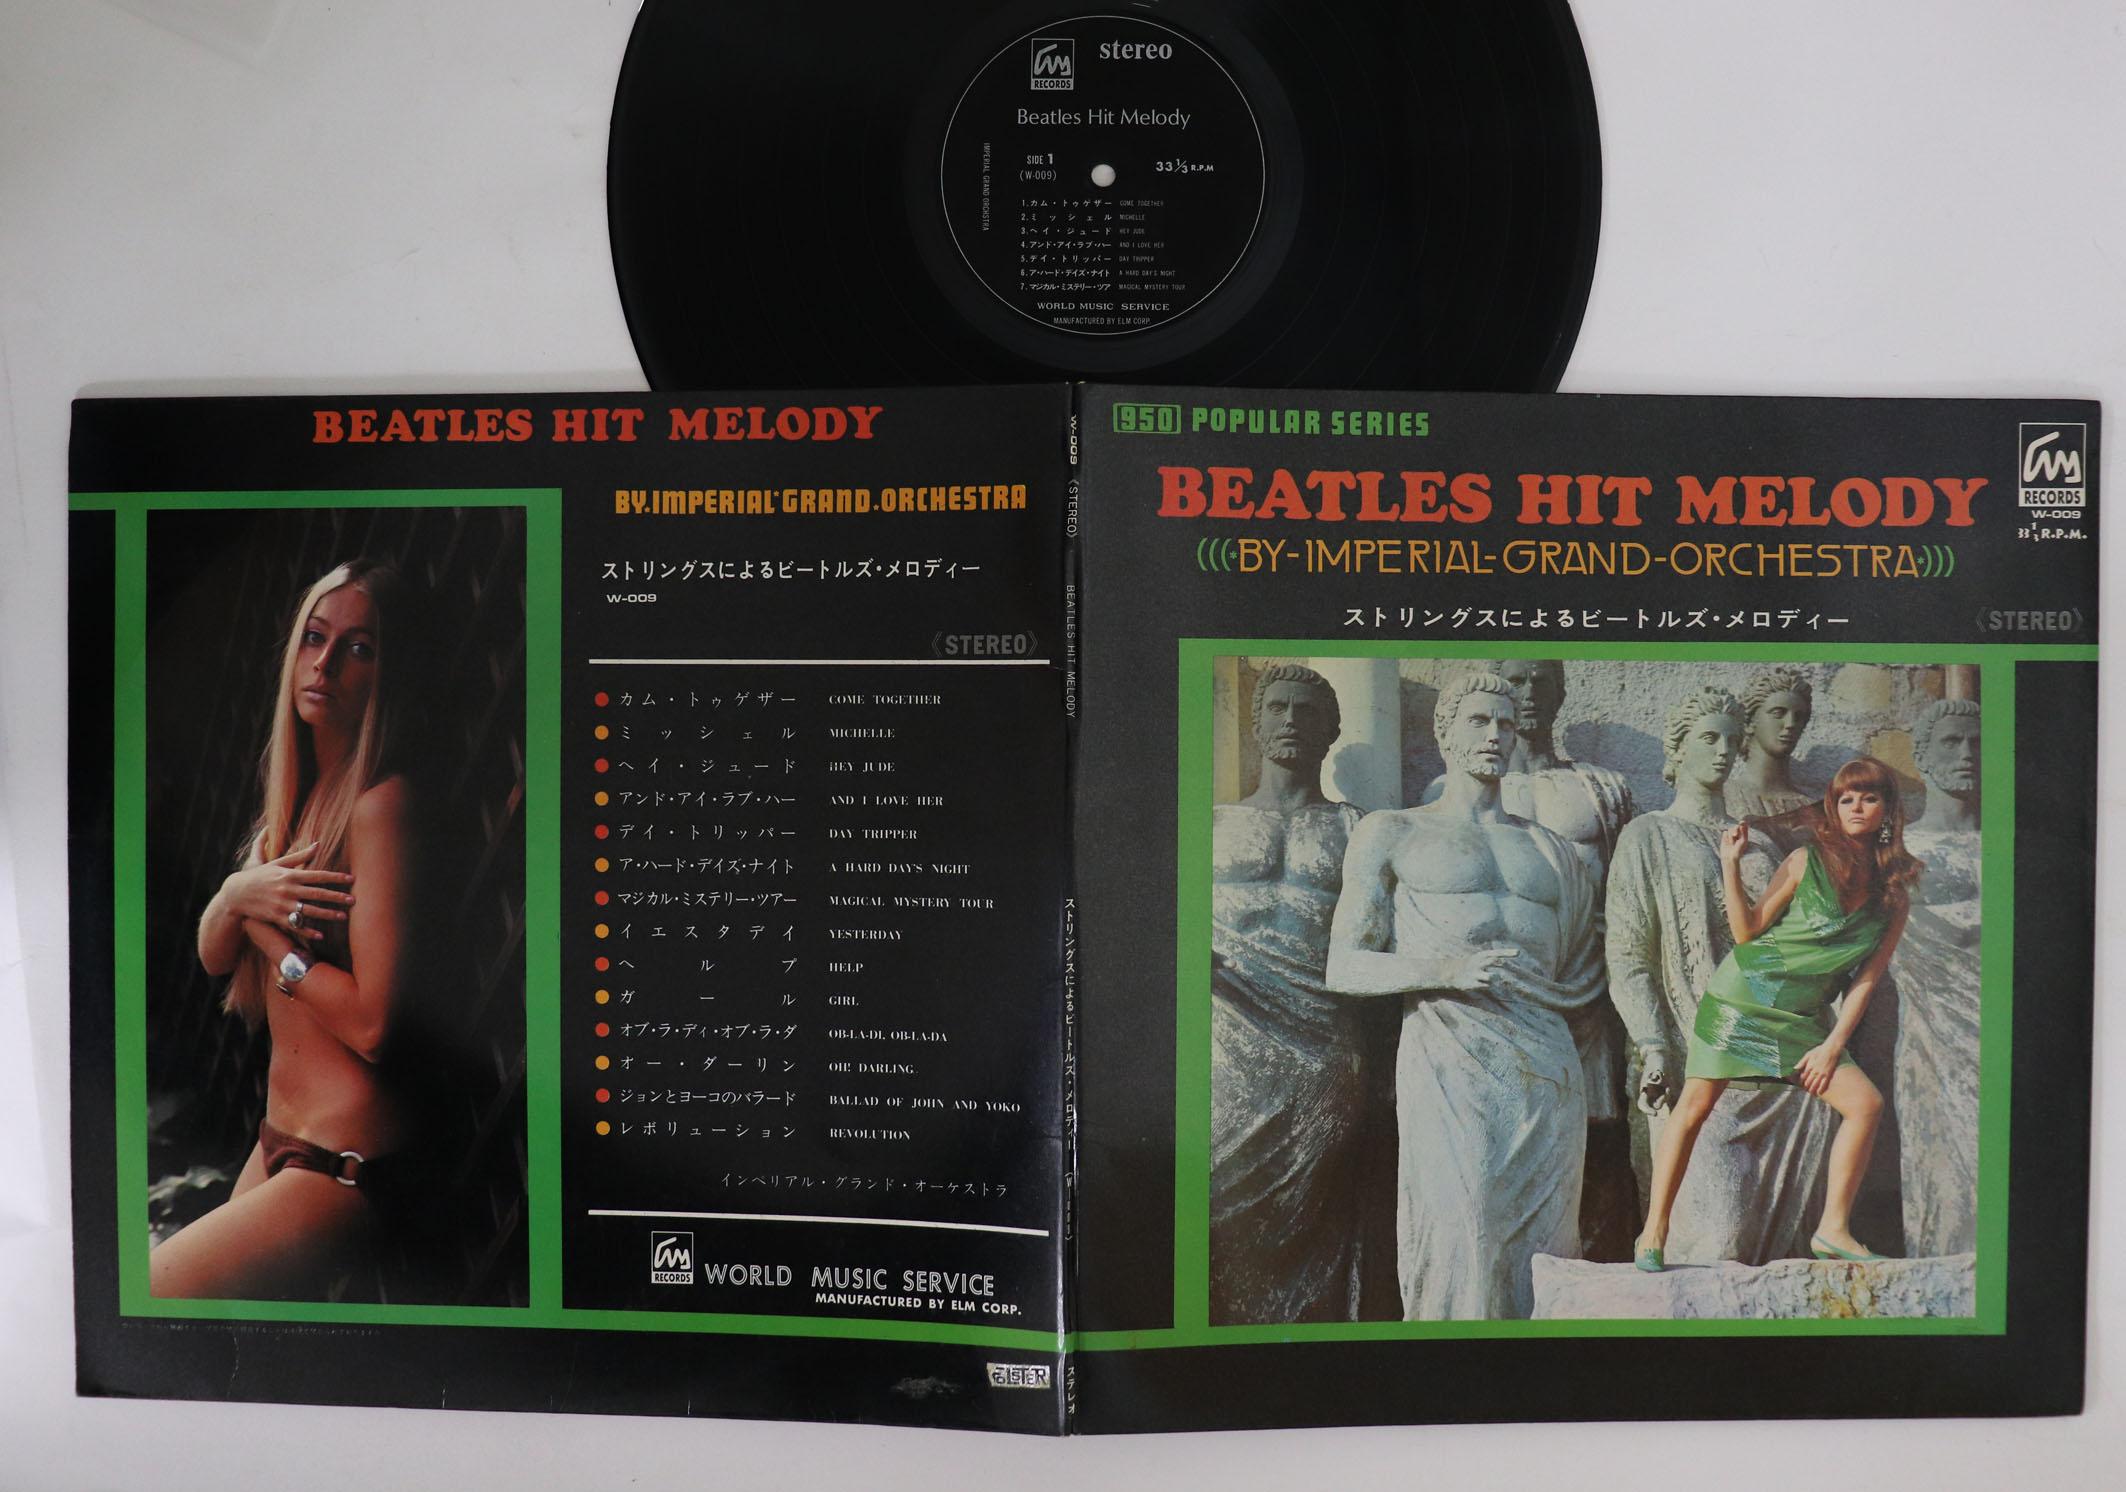 RECORDS
stereo
Beatles Hit Melody
IMPERIAL GRAND ORCHSTRA
SIDE 1
(W-009)
33 1/3 R.P.M
1.カム・トゥゲザー COME TOGETHER
2.ミッシェル MICHELLE
3.ヘイ・ジュード HEY JUDE
4.アンド・アイ・ラブ・ハー AND I LOVE HER
5.デイ・トリッパー DAY TRIPPER
6.ア・ハード・デイズ・ナイト A HARD DAY'S NIGHT
7.マジカル・ミステリー・ツア MAGICAL MYSTERY TOUR
WORLD MUSIC SERVICE
MANUFACTURED BY ELM CORP.
BEATLES HIT MELODY
BY.IMPERIAL*GRAND.ORCHESTRA
ストリングスによるビートルズ・メロディー
W-009
《STEREO》
カム・トゥゲザー COME TOGETHER
ミッシェル MICHELLE
ヘイ・ジュード HEY JUDE
アンド・アイ・ラブ・ハー AND I LOVE HER
デイ・トリッパー DAY TRIPPER
ア・ハード・デイズ・ナイト A HARD DAY'S NIGHT
マジカル・ミステリー・ツアー MAGICAL MYSTERY TOUR
イエスタデイ YESTERDAY
ヘルプ HELP
ガール GIRL
オブ・ラ・ディ・オブ・ラ・ダ OB-LA-DI, OB-LA-DA
オー・ダーリン OH! DARLING
ジョンとヨーコのバラード BALLAD OF JOHN AND YOKO
レボリューション REVOLUTION
インペリアル・グランド・オーケストラ
RECORDS
WORLD MUSIC SERVICE
MANUFACTURED BY ELM CORP.
W-009 《STEREO》 BEATLES HIT MELODY ストリングスによるビートルズ・メロディー ステレオ
950 POPULAR SERIES
BEATLES HIT MELODY
(((*BY-IMPERIAL-GRAND-ORCHESTRA*)))
ストリングスによるビートルズ・メロディー
《STEREO》
RECORDS
W-009
33 1/3 R.P.M.